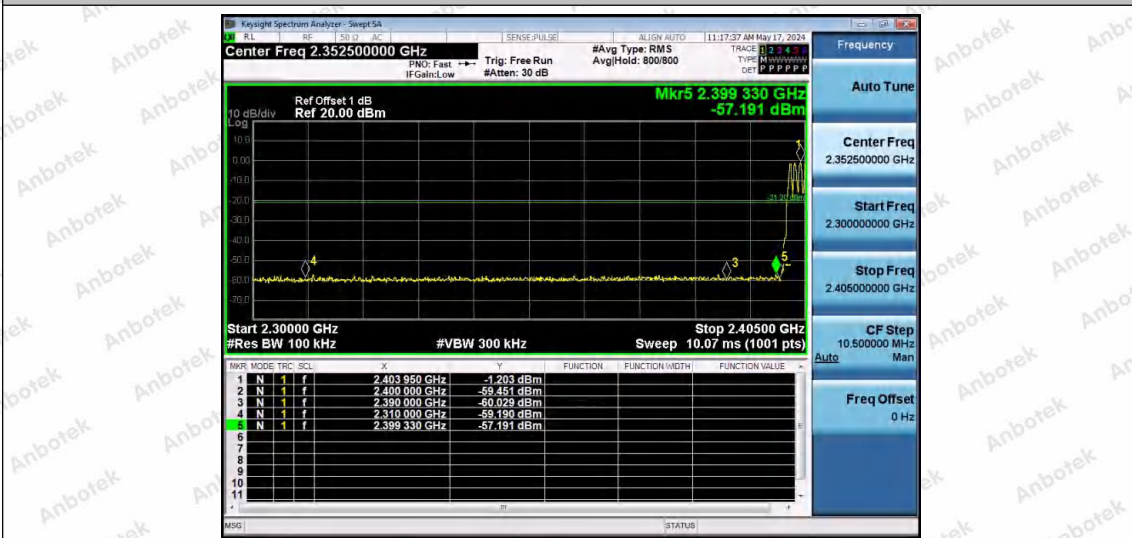 Keysight Spectrum Analyzer - Swept SA
RL RF 50 Ω AC SENSE:PULSE ALIGN AUTO 11:17:37 AM May 17, 2024
Center Freq 2.352500000 GHz
PNO: Fast
IFGain:Low
Trig: Free Run
#Atten: 30 dB
#Avg Type: RMS
Avg|Hold: 800/800
TRACE 1 2 3 4 5 6
TYPE M WWWWW
DET P P P P P P
Frequency
Auto Tune
Center Freq
2.352500000 GHz
Start Freq
2.300000000 GHz
Stop Freq
2.405000000 GHz
CF Step
10.500000 MHz
Auto Man
Freq Offset
0 Hz
Mkr5 2.399 330 GHz
-57.191 dBm
Ref Offset 1 dB
10 dB/div Ref 20.00 dBm
Log
10.0
0.00
-10.0
-20.0
-30.0
-40.0
-50.0
-60.0
-70.0
1
-21.20 dBm
4
3
5
Start 2.30000 GHz Stop 2.40500 GHz
#Res BW 100 kHz #VBW 300 kHz Sweep 10.07 ms (1001 pts)
MKR MODE TRC SCL X Y FUNCTION FUNCTION WIDTH FUNCTION VALUE
1 N 1 f 2.403 950 GHz -1.203 dBm
2 N 1 f 2.400 000 GHz -59.451 dBm
3 N 1 f 2.390 000 GHz -60.029 dBm
4 N 1 f 2.310 000 GHz -59.190 dBm
5 N 1 f 2.399 330 GHz -57.191 dBm
6
7
8
9
10
11
MSG STATUS
Anbotek